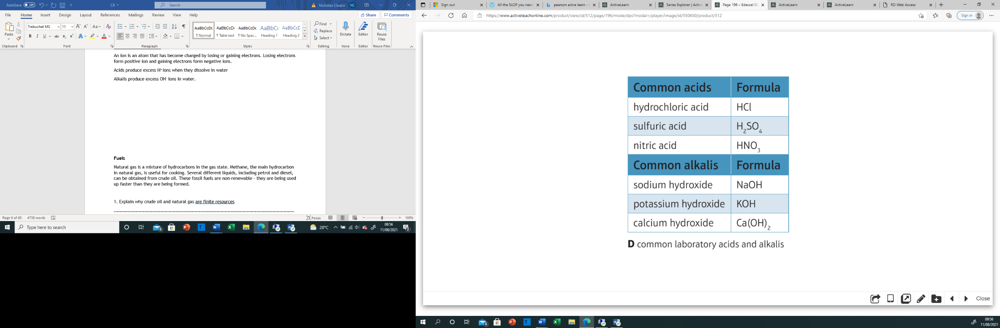 AutoSave Off C8 Search Nicholas Cleator NC
File Home Insert Design Layout References Mailings Review View Help Share Comments
Paste Trebuchet MS 11 A A Aa A
B I U ab x2 x2 A A
AaBbCcDc AaBbCcDc AaBbCcDc AaBbCc AaBbCcE
¶ Normal ¶ Table text ¶ No Spac... Heading 1 Heading 2
Find
Replace
Select
Dictate Editor Reuse Files
Clipboard Font Paragraph Styles Editing Voice Editor Reuse Files
An ion is an atom that has become charged by losing or gaining electrons. Losing electrons
form positive ion and gaining electrons form negative ions.
Acids produce excess H⁺ ions when they dissolve in water
Alkalis produce excess OH⁻ ions in water.
Fuels
Natural gas is a mixture of hydrocarbons in the gas state. Methane, the main hydrocarbon
in natural gas, is useful for cooking. Several different liquids, including petrol and diesel,
can be obtained from crude oil. These fossil fuels are non-renewable - they are being used
up faster than they are being formed.
1. Explain why crude oil and natural gas are finite resources
Page 6 of 60 4738 words Focus 100%
Type here to search 20°C 08:56
11/08/2021
Sign out All the SLOP you need pearson actve learn - ActiveLearn Series Explorer | Active Page 196 – Edexcel GC ActiveLearn ActiveLearn RD Web Access
https://www.activeteachonline.com/product/view/id/512/page/196/mode/dps?modal=/player/image/id/550650/product/512 Sign in
Common acids Formula
hydrochloric acid HCl
sulfuric acid H₂SO₄
nitric acid HNO₃
Common alkalis Formula
sodium hydroxide NaOH
potassium hydroxide KOH
calcium hydroxide Ca(OH)₂
D common laboratory acids and alkalis
Close
08:56
11/08/2021